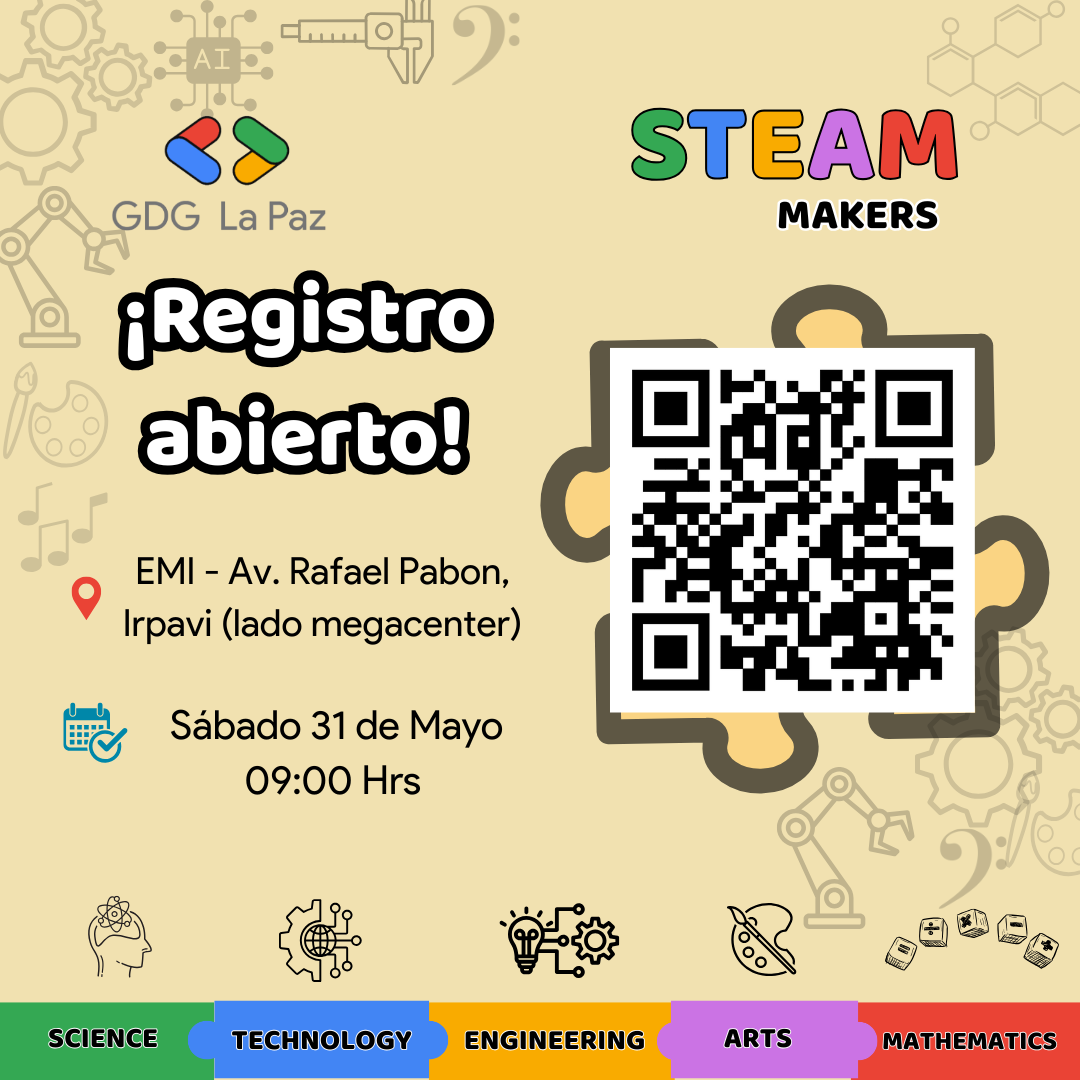 AI
GDG La Paz
STEAM
MAKERS
¡Registro
abierto!
EMI - Av. Rafael Pabon,
Irpavi (lado megacenter)
Sábado 31 de Mayo
09:00 Hrs
SCIENCE
TECHNOLOGY
ENGINEERING
ARTS
MATHEMATICS